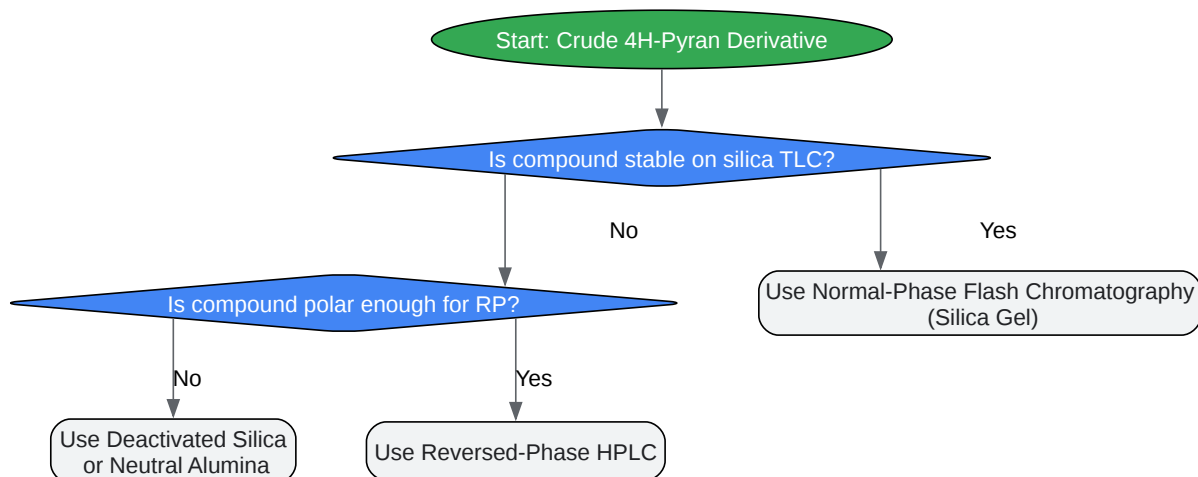 Start: Crude 4H-Pyran Derivative
Is compound stable on silica TLC?
No
Yes
Is compound polar enough for RP?
Use Normal-Phase Flash Chromatography
(Silica Gel)
No
Yes
Use Deactivated Silica
or Neutral Alumina
Use Reversed-Phase HPLC